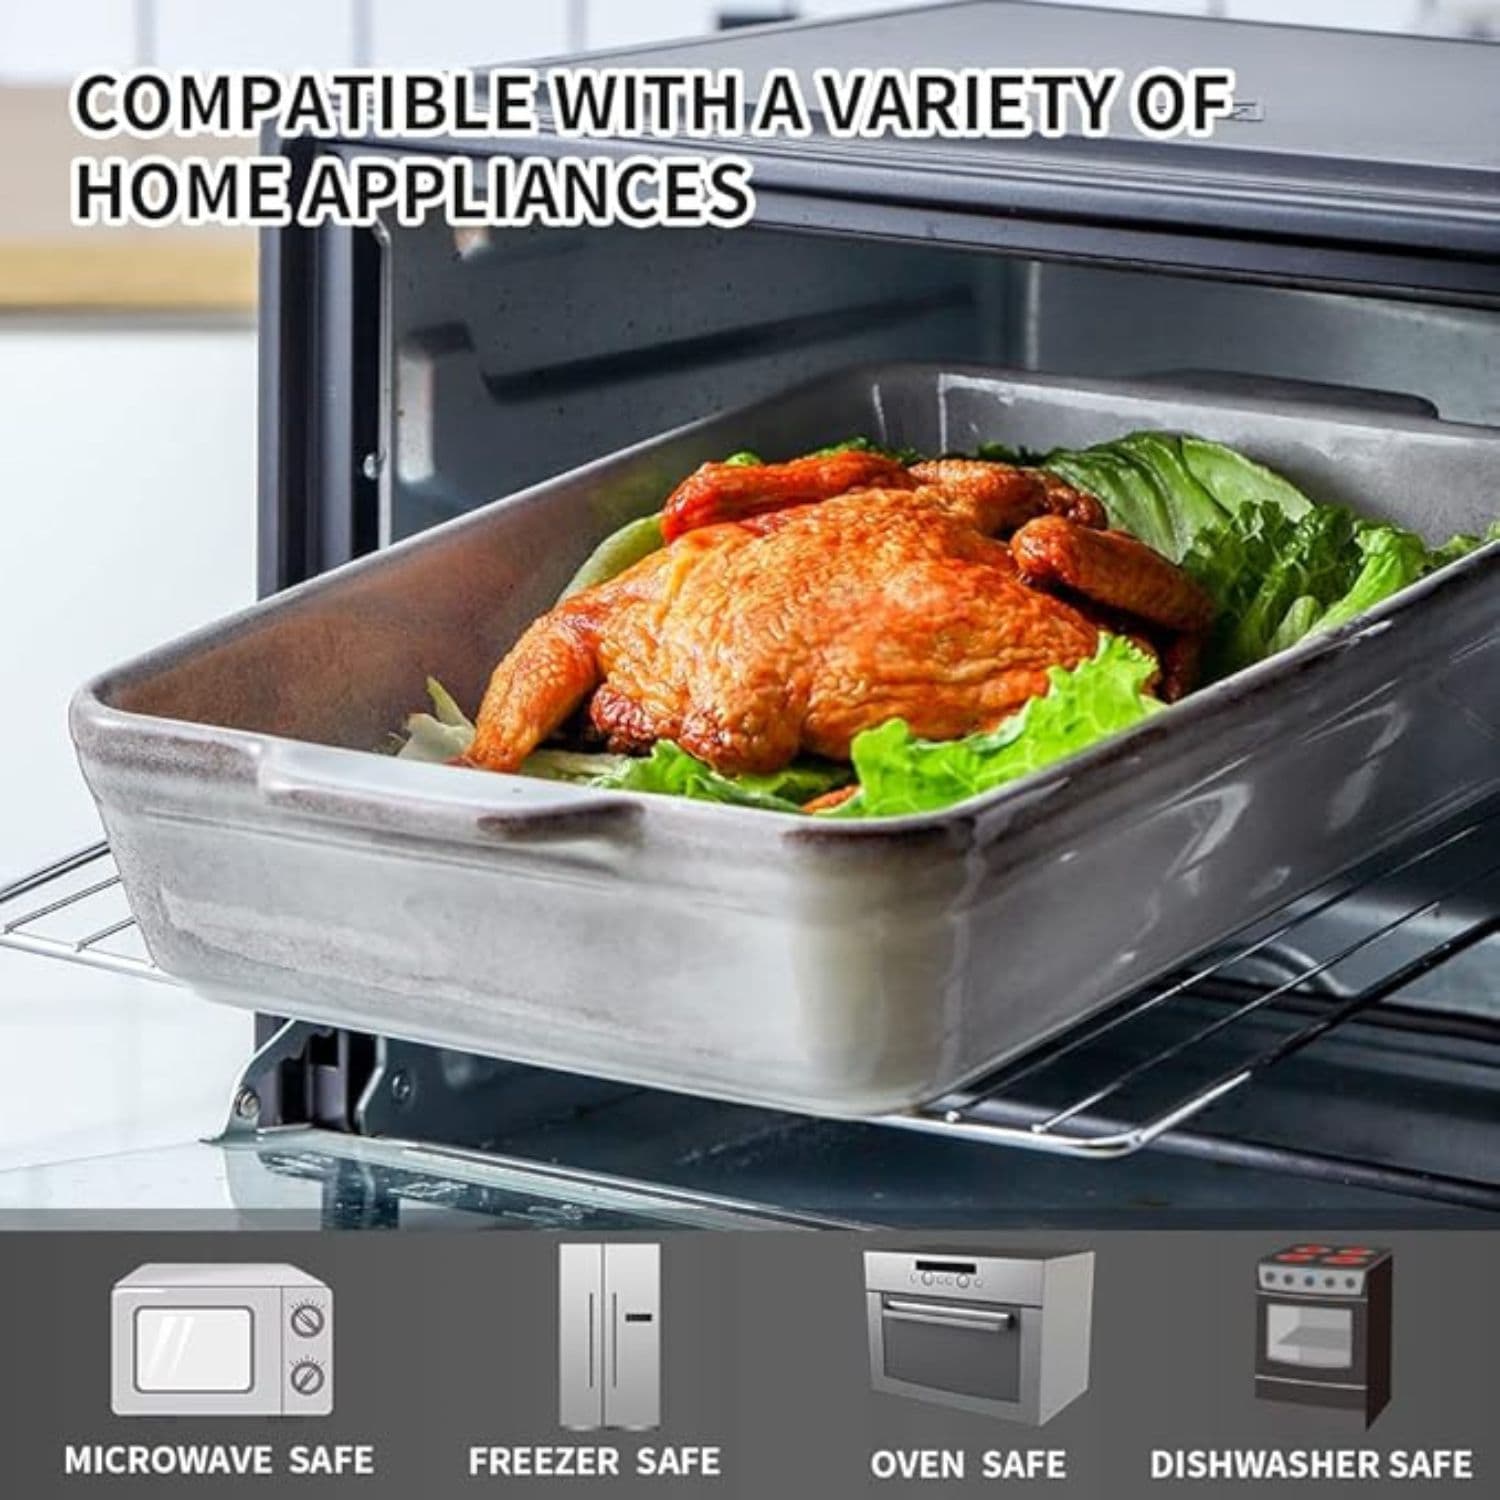 COMPATIBLE WITH A VARIETY OF
HOME APPLIANCES
MICROWAVE SAFE
FREEZER SAFE
OVEN SAFE
DISHWASHER SAFE